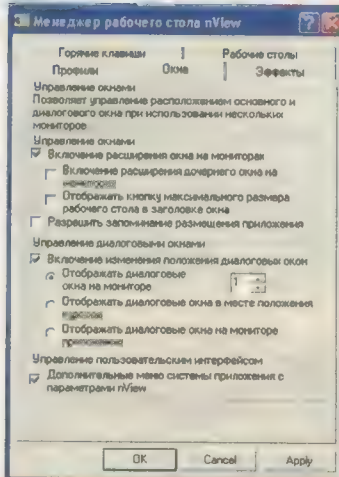 Менеджер рабочего стола nView
Горячие клавиши Рабочие столы
Профили Окна Эффекты
Управление окнами
Позволяет управление расположением основного и
диалогового окна при использовании нескольких
мониторов
Управление окнами
Включение расширения окна на мониторах
Включение расширения дочернего окна на
Отображать кнопку максимального размера
рабочего стола в заголовке окна
Разрешить запоминание размещения приложения
Управление диалоговыми окнами
Включение изменения положения диалоговых окон
Отображать диалоговые
окна на мониторе 1
Отображать диалоговые окна в месте положения
Отображать диалоговые окна на мониторе
Управление пользовательским интерфейсом
Дополнительные меню системы приложения с
параметрами nView
OK Cancel Apply